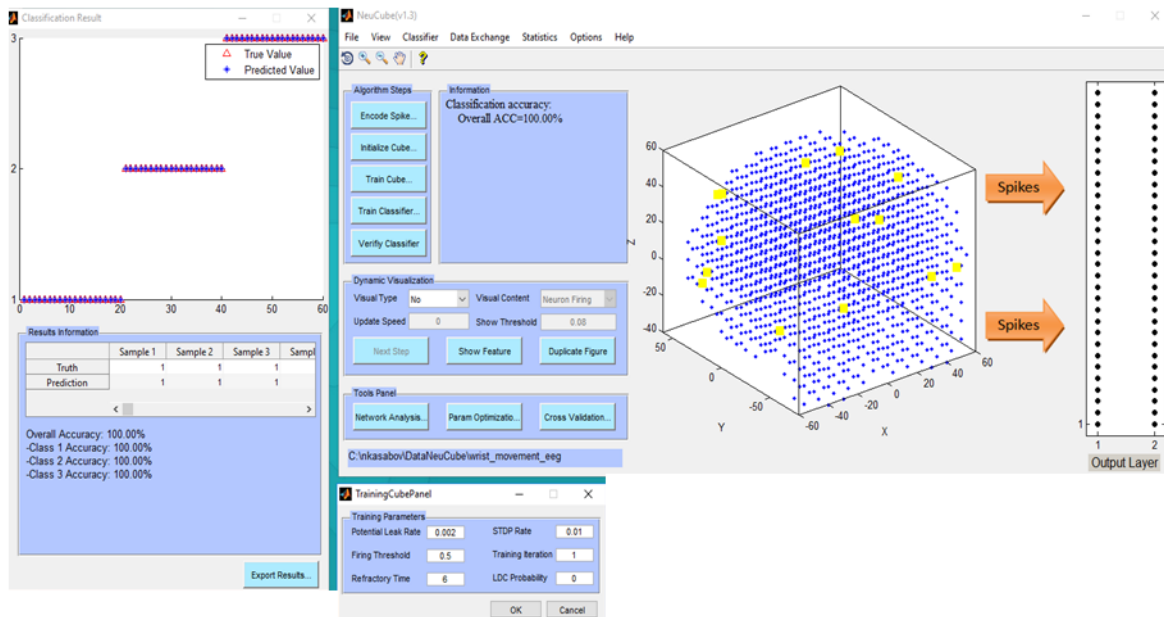 Classification Result
3
2
1
0 10 20 30 40 50 60
True Value
Predicted Value
Results Information
Sample 1 Sample 2 Sample 3 Sampl
Truth 1 1 1
Prediction 1 1 1
Overall Accuracy: 100.00%
-Class 1 Accuracy: 100.00%
-Class 2 Accuracy: 100.00%
-Class 3 Accuracy: 100.00%
Export Results...
NeuCube(v1.3)
File View Classifier Data Exchange Statistics Options Help
Algorithm Steps
Encode Spike...
Initialize Cube...
Train Cube...
Train Classifier...
Verifiy Classifier
Information
Classification accuracy:
Overall ACC=100.00%
Dynamic Visualization
Visual Type No Visual Content Neuron Firing
Update Speed 0 Show Threshold 0.08
Next Step Show Feature Duplicate Figure
Tools Panel
Network Analysis... Param Optimizatio... Cross Validation...
C:\nkasabov\DataNeuCube\wrist_movement_eeg
60
40
20
0
-20
-40
Z
50
0
-50
Y
-60
-40
-20
0
20
40
60
X
Spikes
Spikes
1
1 2
Output Layer
TrainingCubePanel
Training Parameters
Potential Leak Rate 0.002 STDP Rate 0.01
Firing Threshold 0.5 Training Iteration 1
Refractory Time 6 LDC Probability 0
OK Cancel